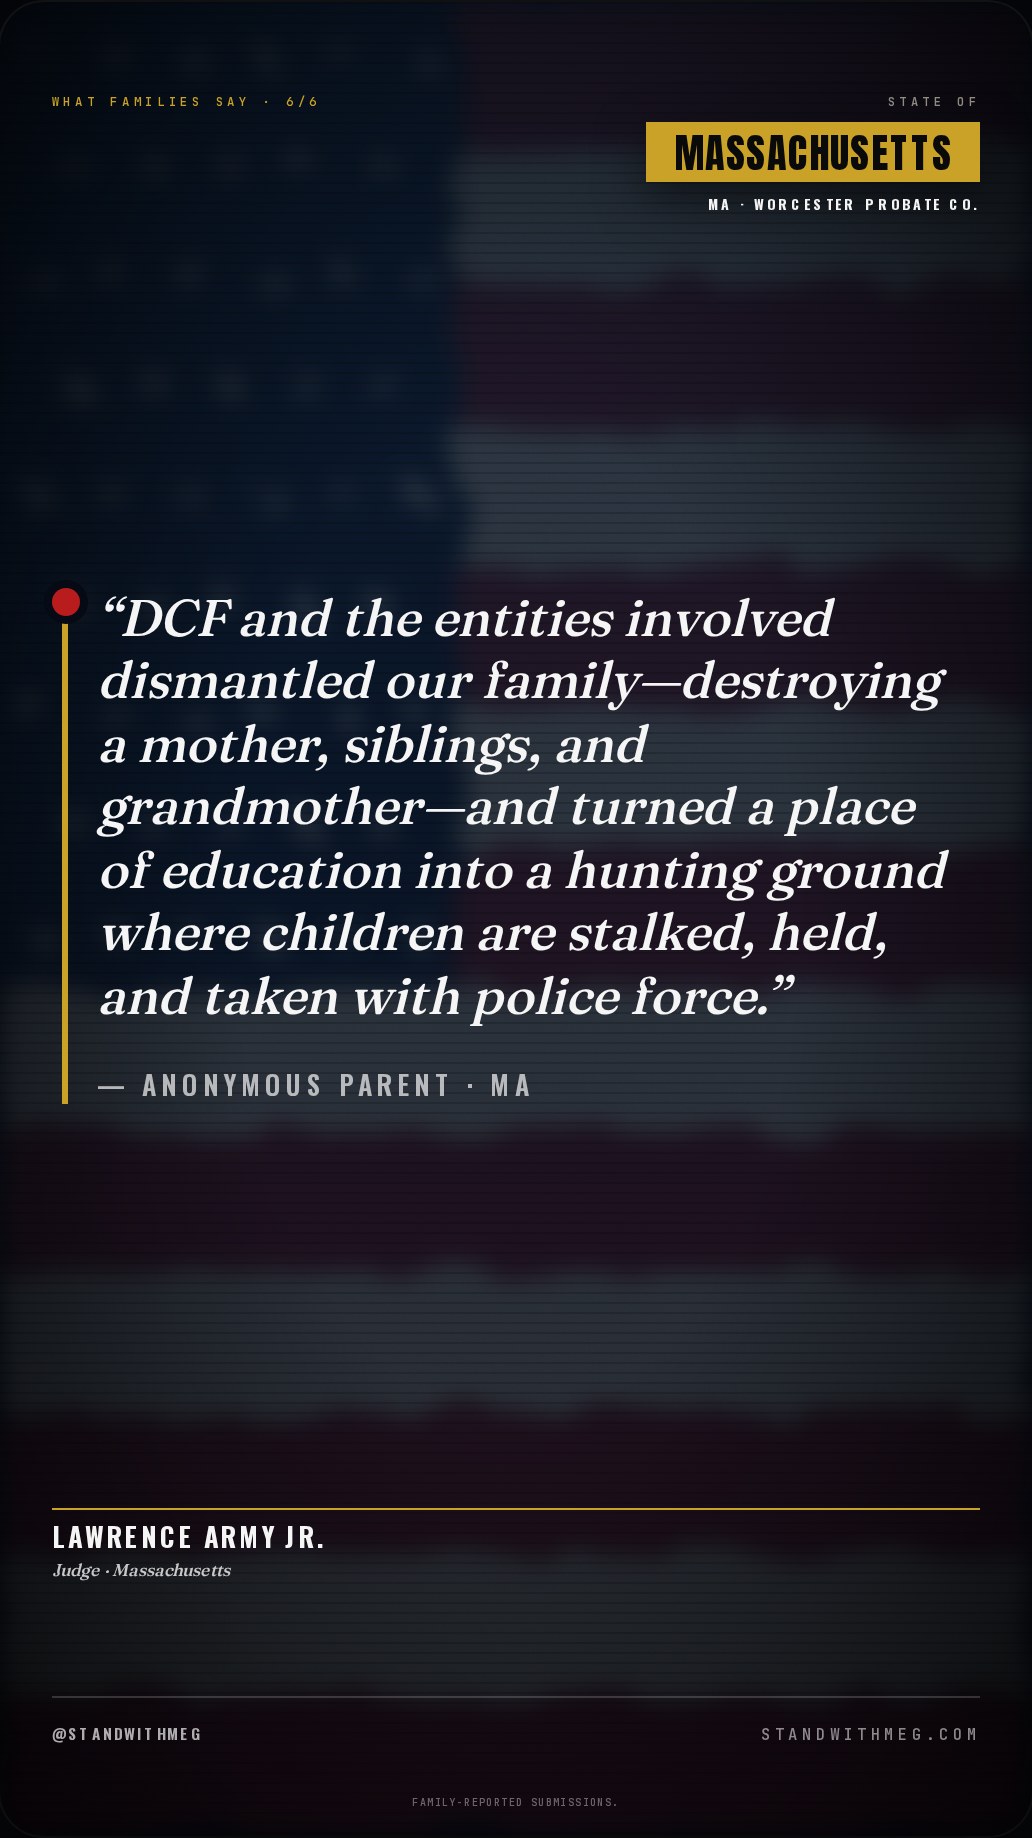 WHAT FAMILIES SAY · 6/6
STATE OF
MASSACHUSETTS
MA · WORCESTER PROBATE CO.
“DCF and the entities involved
dismantled our family—destroying
a mother, siblings, and
grandmother—and turned a place
of education into a hunting ground
where children are stalked, held,
and taken with police force.”
— ANONYMOUS PARENT · MA
LAWRENCE ARMY JR.
Judge · Massachusetts
@STANDWITHMEG
STANDWITHMEG.COM
FAMILY-REPORTED SUBMISSIONS.